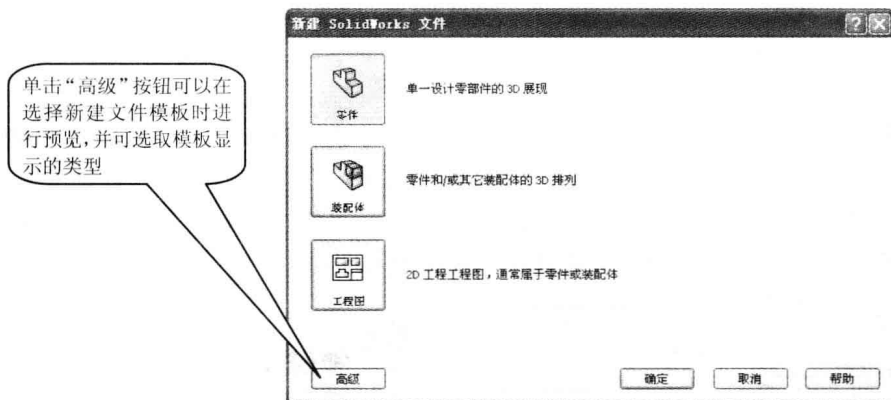 新建 SolidWorks 文件
单击“高级”按钮可以在
选择新建文件模板时进
行预览,并可选取模板显
示的类型
零件
单一设计零部件的 3D 展现
装配体
零件和/或其它装配体的 3D 排列
工程图
2D 工程工程图，通常属于零件或装配体
高级
确定
取消
帮助